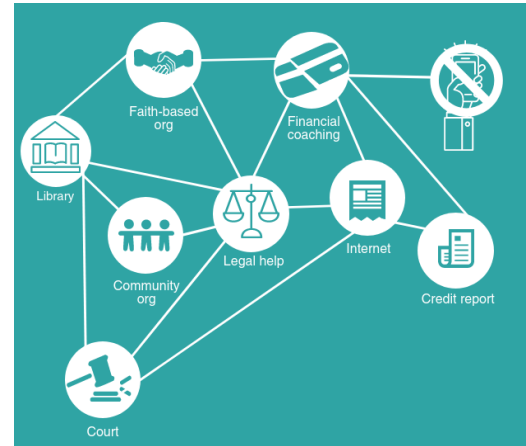 Faith-based
org
Financial
coaching
Library
Legal help
Internet
Community
org
Credit report
Court